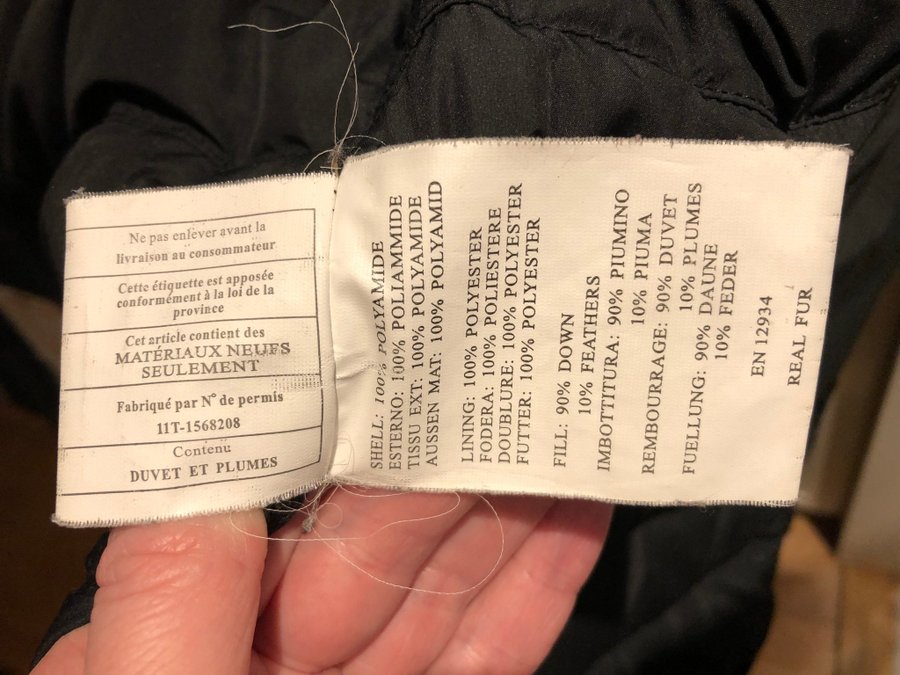 Ne pas enlever avant la
livraison au consommateur
Cette étiquette est apposée
conformément à la loi de la
province
Cet article contient des
MATÉRIAUX NEUFS
SEULEMENT
Fabriqué par N° de permis
11T-1568208
Contenu
DUVET ET PLUMES
SHELL: 100% POLYAMIDE
ESTERNO: 100% POLIAMMIDE
TISSU EXT: 100% POLYAMIDE
AUSSEN MAT: 100% POLYAMID
LINING: 100% POLYESTER
FODERA: 100% POLIESTERE
DOUBLURE: 100% POLYESTER
FUTTER: 100% POLYESTER
FILL: 90% DOWN
10% FEATHERS
IMBOTTITURA: 90% PIUMINO
10% PIUMA
REMBOURRAGE: 90% DUVET
10% PLUMES
FUELLUNG: 90% DAUNE
10% FEDER
EN 12934
REAL FUR